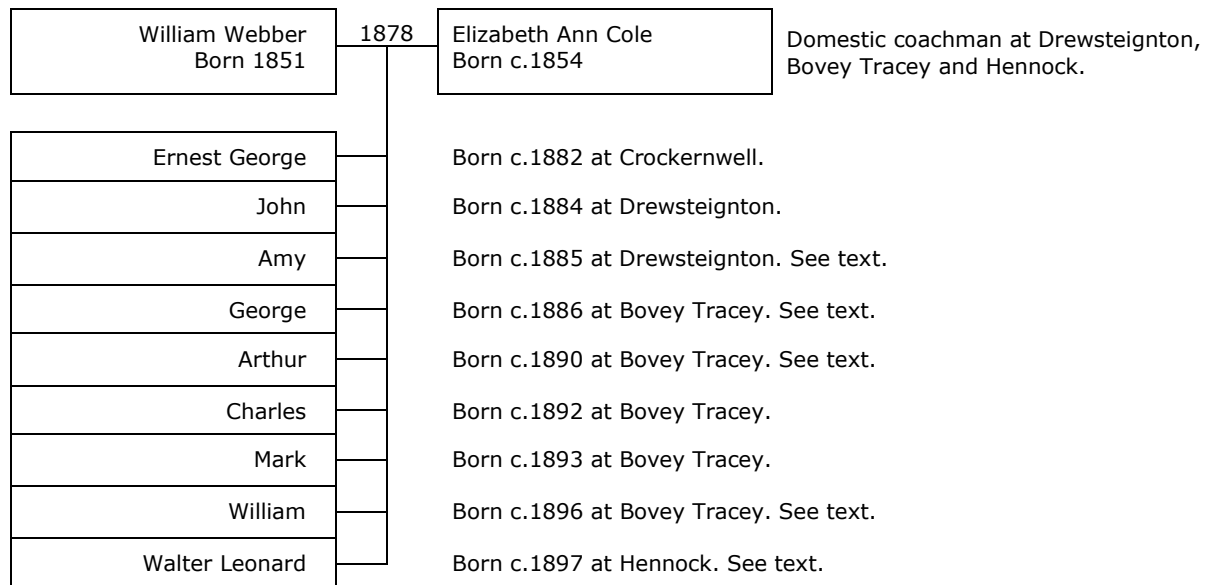 William Webber
Born 1851
1878
Elizabeth Ann Cole
Born c.1854
Domestic coachman at Drewsteignton,
Bovey Tracey and Hennock.
Ernest George Born c.1882 at Crockernwell.
John Born c.1884 at Drewsteignton.
Amy Born c.1885 at Drewsteignton. See text.
George Born c.1886 at Bovey Tracey. See text.
Arthur Born c.1890 at Bovey Tracey. See text.
Charles Born c.1892 at Bovey Tracey.
Mark Born c.1893 at Bovey Tracey.
William Born c.1896 at Bovey Tracey. See text.
Walter Leonard Born c.1897 at Hennock. See text.